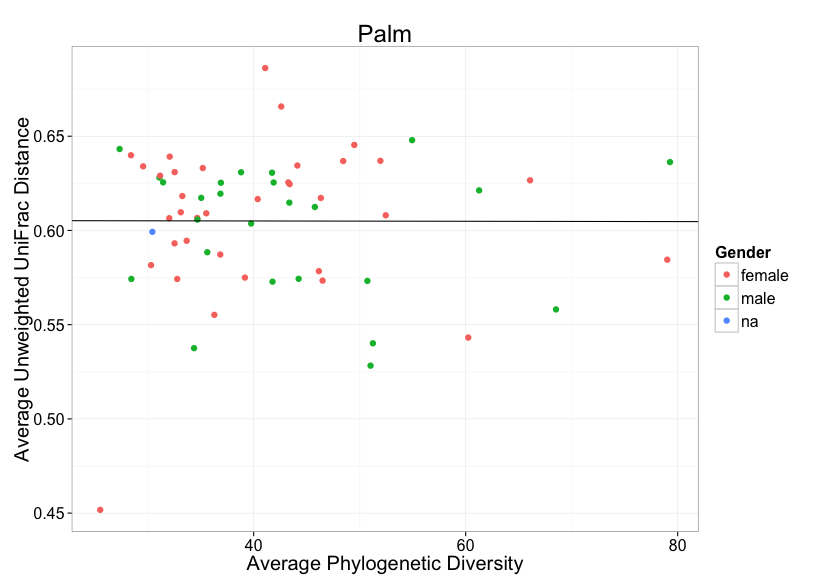 Palm
Average Unweighted UniFrac Distance
0.65
0.60
0.55
0.50
0.45
40
60
80
Average Phylogenetic Diversity
Gender
female
male
na